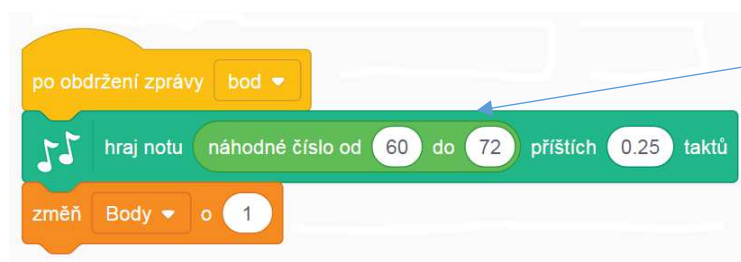 po obdržení zprávy bod
hraj notu náhodné číslo od 60 do 72 příštích 0.25 taktů
změň Body o 1